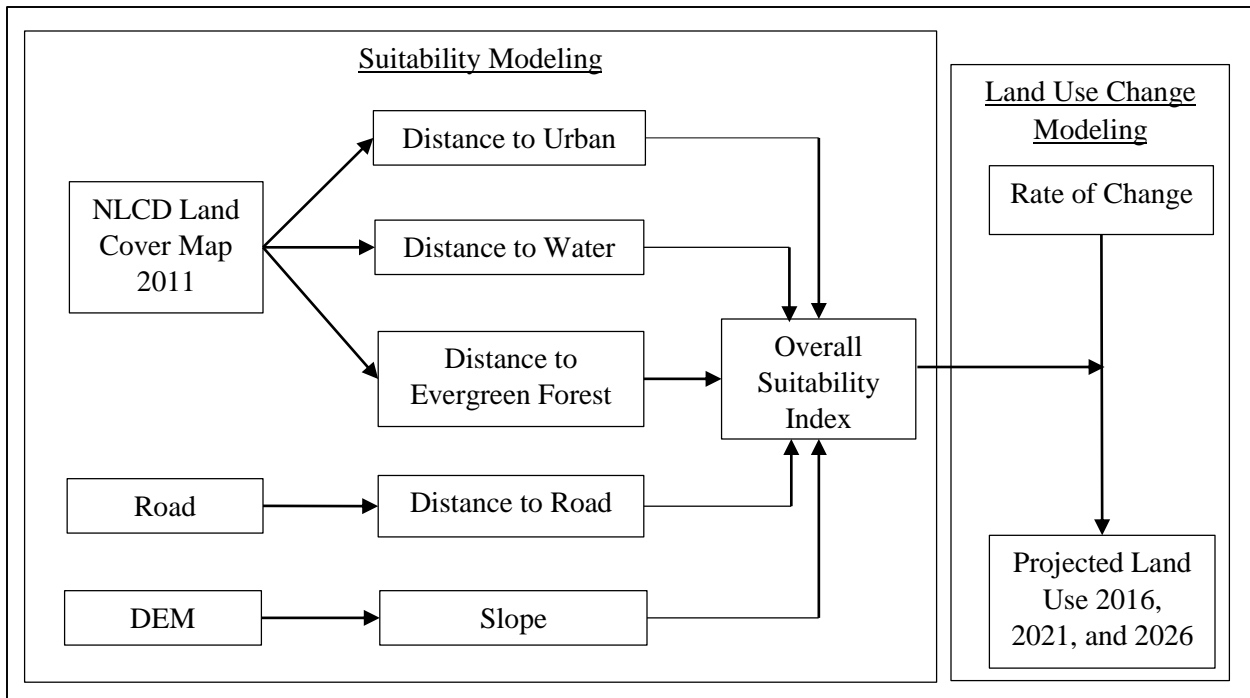 Suitability Modeling
NLCD Land
Cover Map
2011
Distance to Urban
Distance to Water
Distance to
Evergreen Forest
Road
Distance to Road
DEM
Slope
Overall
Suitability
Index
Land Use Change
Modeling
Rate of Change
Projected Land
Use 2016,
2021, and 2026